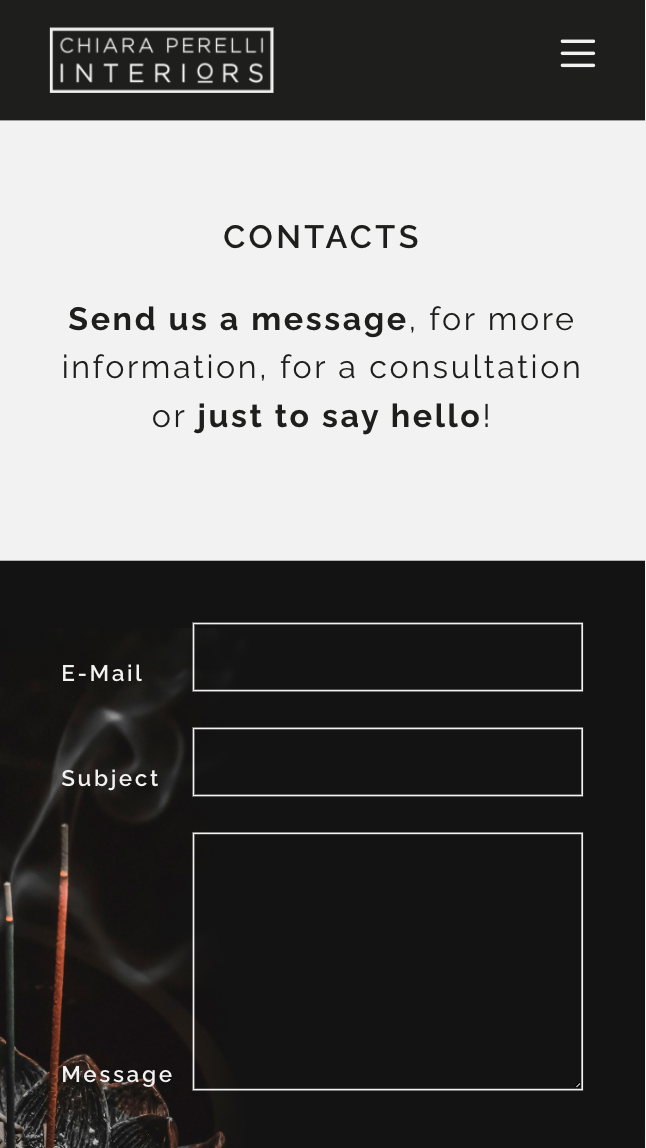 CHIARA PERELLI
INTERIORS
CONTACTS
Send us a message, for more
information, for a consultation
or just to say hello!
E-Mail
Subject
Message